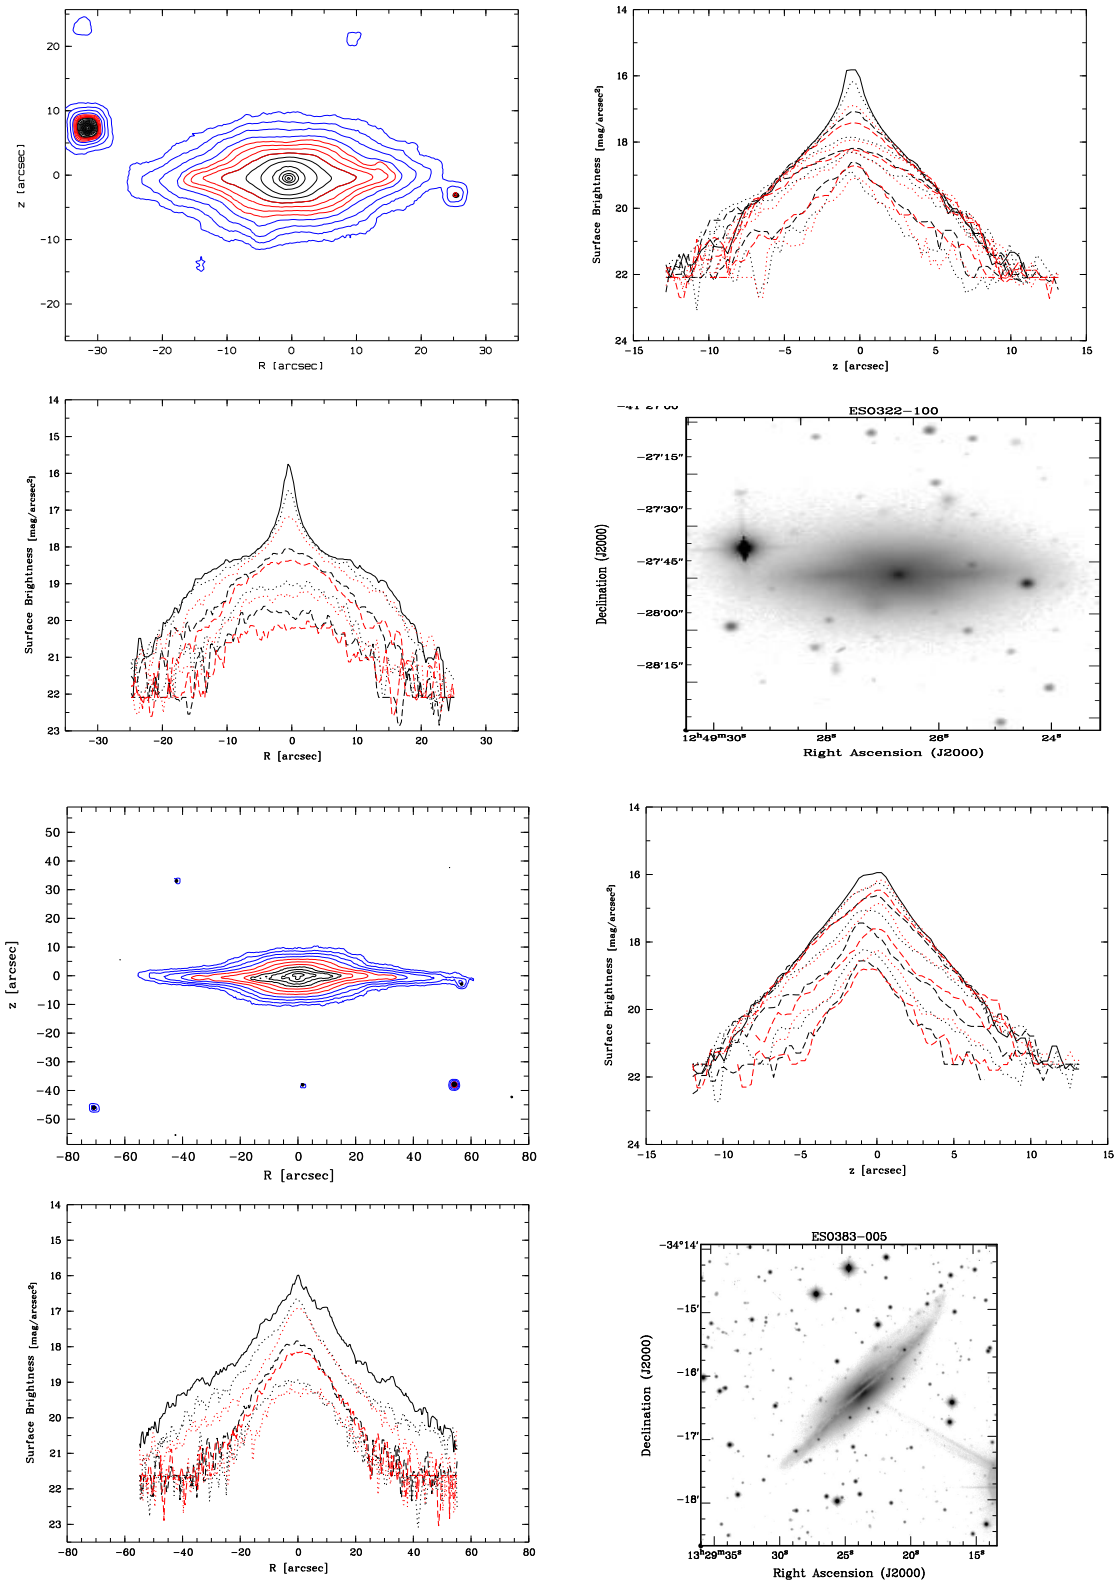 20
10
0
−10
−20
−30 −20 −10 0 10 20 30
R [arcsec]
z [arcsec]
14
16
18
20
22
24
−15 −10 −5 0 5 10 15
z [arcsec]
Surface Brightness [mag/arcsec²]
14
15
16
17
18
19
20
21
22
23
−30 −20 −10 0 10 20 30
R [arcsec]
Surface Brightness [mag/arcsec²]
ESO322−100
−41°27'00"
−27'15"
−27'30"
−27'45"
−28'00"
−28'15"
12ʰ49ᵐ30ˢ 28ˢ 26ˢ 24ˢ
Right Ascension (J2000)
Declination (J2000)
50
40
30
20
10
0
−10
−20
−30
−40
−50
−80 −60 −40 −20 0 20 40 60 80
R [arcsec]
z [arcsec]
14
16
18
20
22
24
−15 −10 −5 0 5 10 15
z [arcsec]
Surface Brightness [mag/arcsec²]
14
15
16
17
18
19
20
21
22
23
−80 −60 −40 −20 0 20 40 60 80
R [arcsec]
Surface Brightness [mag/arcsec²]
ESO383−005
−34°14'
−15'
−16'
−17'
−18'
13ʰ29ᵐ35ˢ 30ˢ 25ˢ 20ˢ 15ˢ
Right Ascension (J2000)
Declination (J2000)